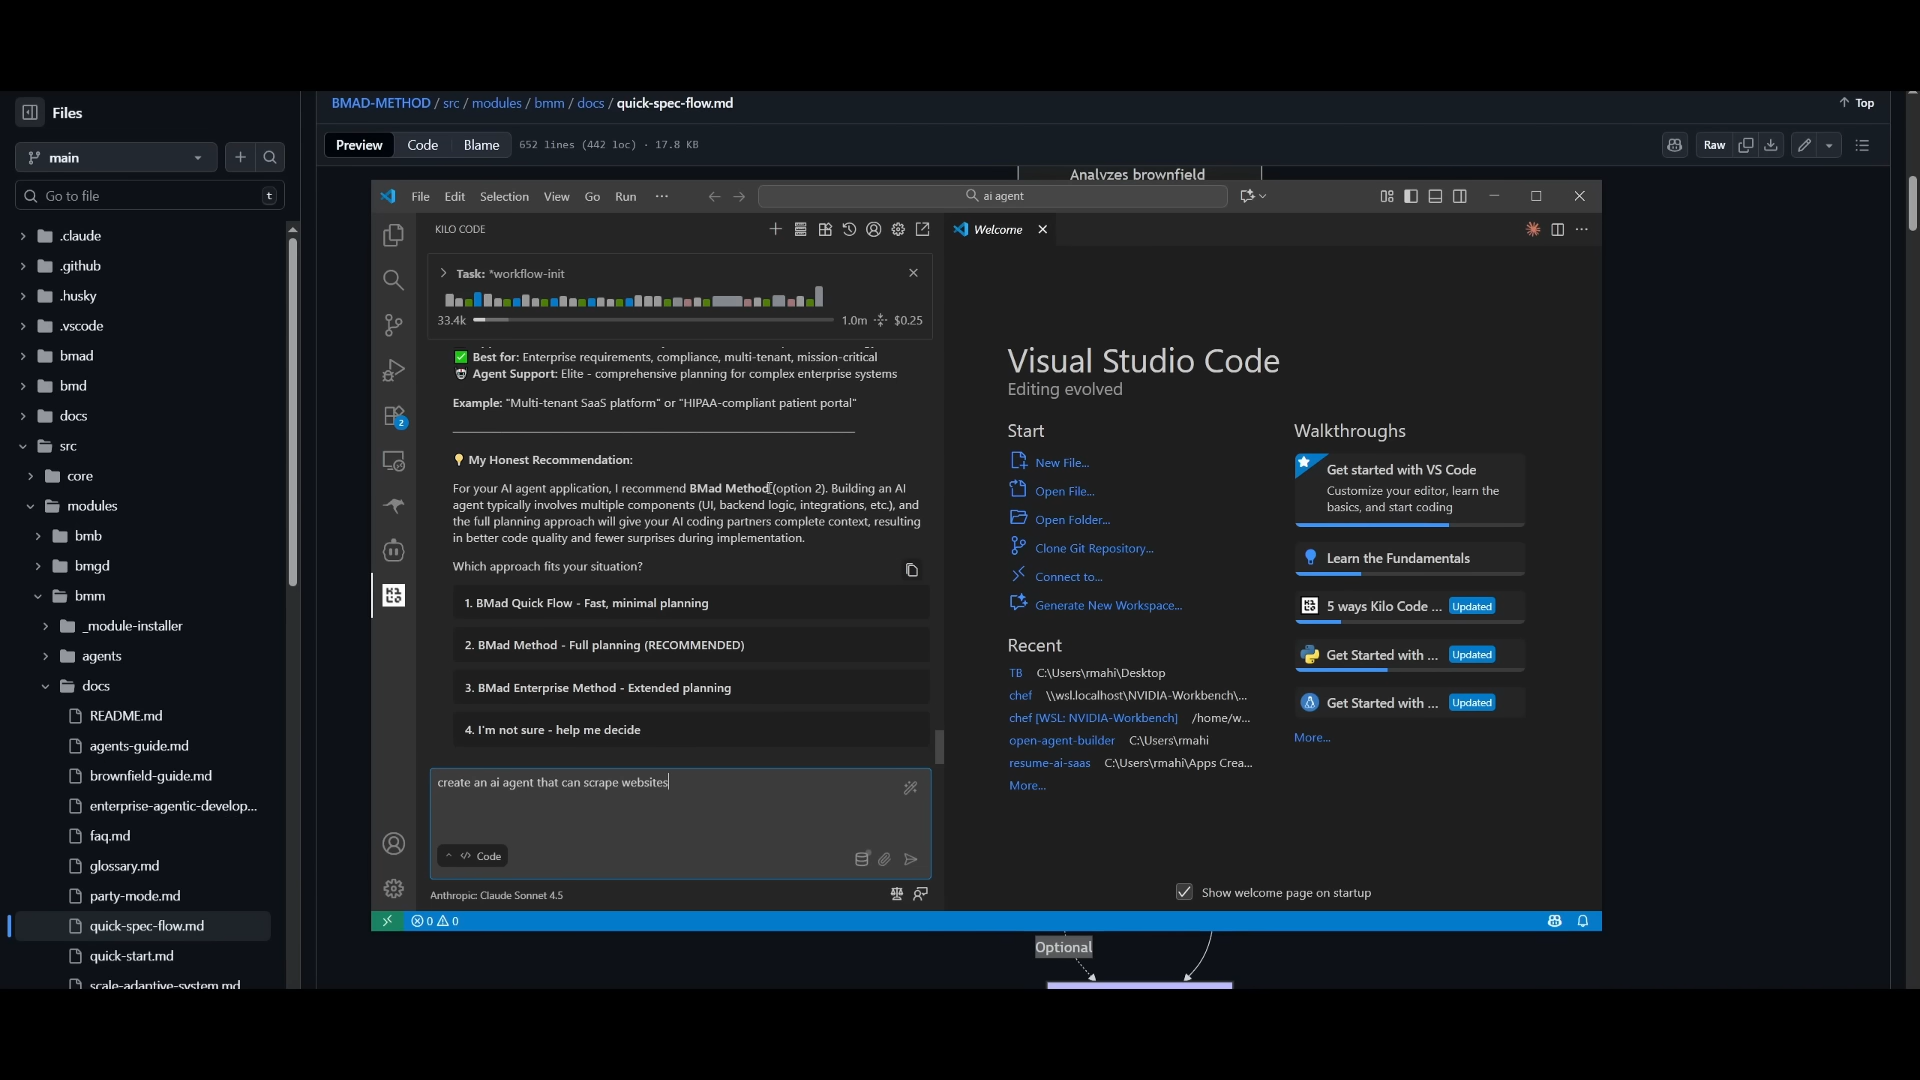 Files
main
Go to file
t
.claude
.github
.husky
.vscode
bmad
bmd
docs
src
core
modules
bmb
bmgd
bmm
_module-installer
agents
docs
README.md
agents-guide.md
brownfield-guide.md
enterprise-agentic-develop...
faq.md
glossary.md
party-mode.md
quick-spec-flow.md
quick-start.md
scale-adaptive-system.md
BMAD-METHOD / src / modules / bmm / docs / quick-spec-flow.md
Top
Preview Code Blame 652 lines (442 loc) · 17.8 KB
Raw
Analyzes brownfield
File Edit Selection View Go Run ···
ai agent
KILO CODE
Task: *workflow-init
33.4k 1.0m $0.25
Best for: Enterprise requirements, compliance, multi-tenant, mission-critical
Agent Support: Elite - comprehensive planning for complex enterprise systems
Example: "Multi-tenant SaaS platform" or "HIPAA-compliant patient portal"
My Honest Recommendation:
For your AI agent application, I recommend BMad Method (option 2). Building an AI
agent typically involves multiple components (UI, backend logic, integrations, etc.), and
the full planning approach will give your AI coding partners complete context, resulting
in better code quality and fewer surprises during implementation.
Which approach fits your situation?
1. BMad Quick Flow - Fast, minimal planning
2. BMad Method - Full planning (RECOMMENDED)
3. BMad Enterprise Method - Extended planning
4. I'm not sure - help me decide
create an ai agent that can scrape websites
Code
Anthropic: Claude Sonnet 4.5
2
KILO
0 0
Welcome
Visual Studio Code
Editing evolved
Start
New File...
Open File...
Open Folder...
Clone Git Repository...
Connect to...
Generate New Workspace...
Recent
TB C:\Users\rmahi\Desktop
chef \\wsl.localhost\NVIDIA-Workbench\...
chef [WSL: NVIDIA-Workbench] /home/w...
open-agent-builder C:\Users\rmahi
resume-ai-saas C:\Users\rmahi\Apps Crea...
More...
Walkthroughs
Get started with VS Code
Customize your editor, learn the
basics, and start coding
Learn the Fundamentals
5 ways Kilo Code ... Updated
Get Started with ... Updated
Get Started with ... Updated
More...
Show welcome page on startup
Optional